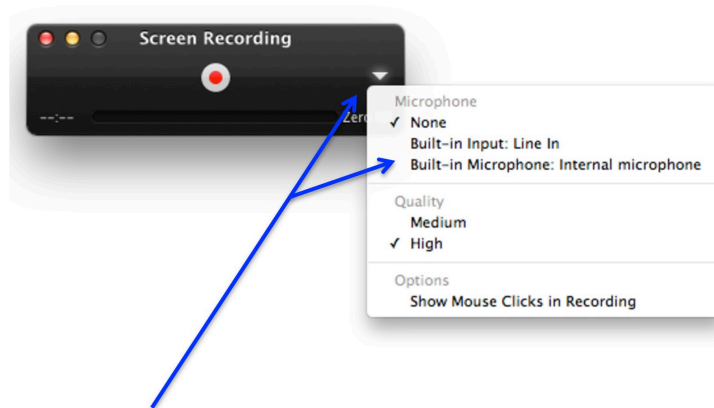 Screen Recording
--:--
Zero
Microphone
✓ None
Built-in Input: Line In
Built-in Microphone: Internal microphone
Quality
Medium
✓ High
Options
Show Mouse Clicks in Recording